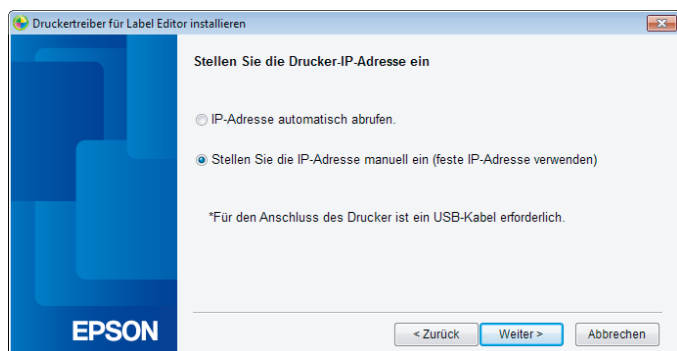 Druckertreiber für Label Editor installieren
Stellen Sie die Drucker-IP-Adresse ein
IP-Adresse automatisch abrufen.
Stellen Sie die IP-Adresse manuell ein (feste IP-Adresse verwenden)
*Für den Anschluss des Drucker ist ein USB-Kabel erforderlich.
EPSON
< Zurück Weiter > Abbrechen